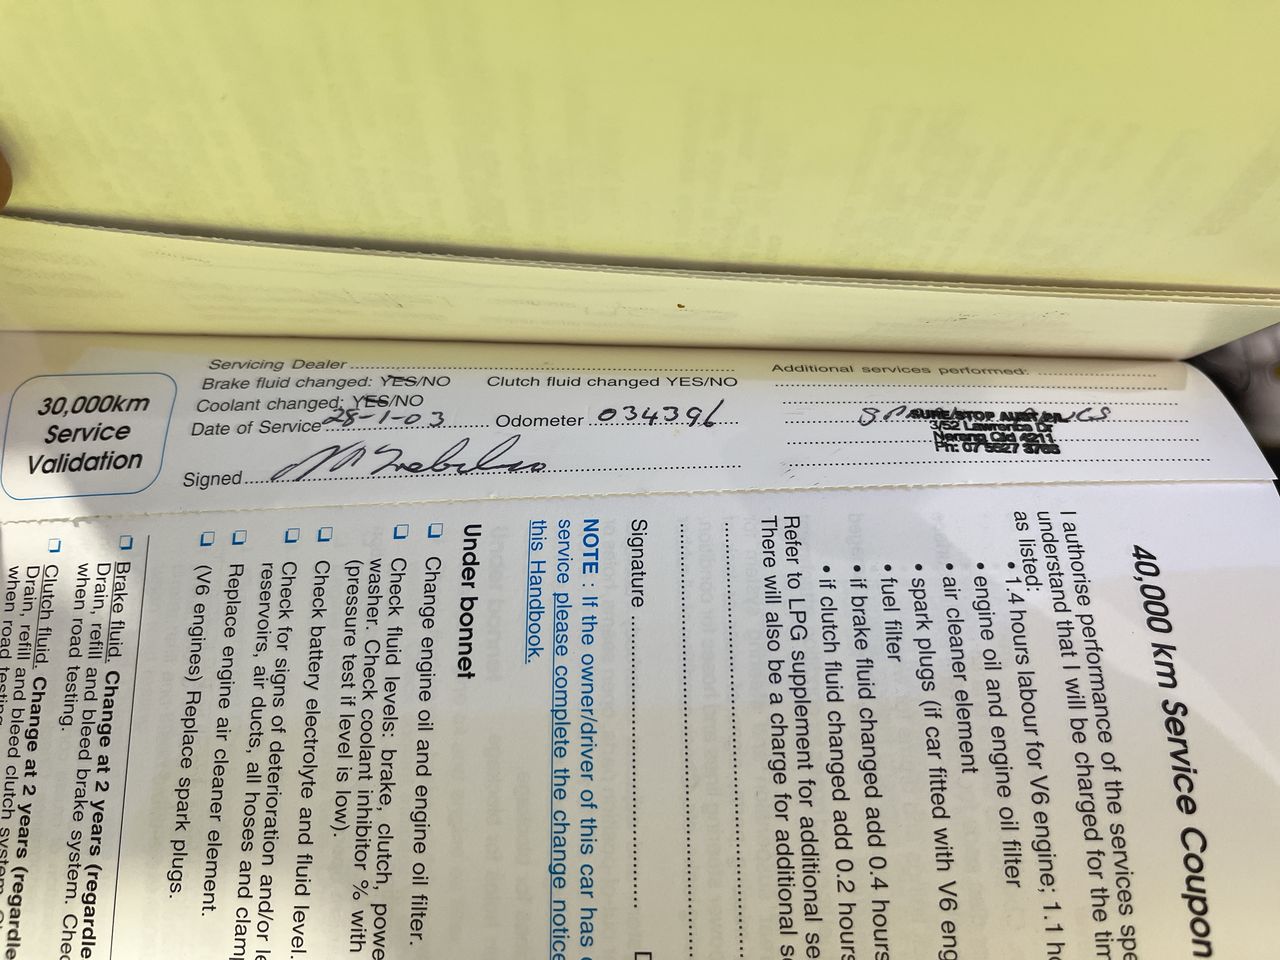 30,000km
Service
Validation
Servicing Dealer
Brake fluid changed: YES/NO Clutch fluid changed YES/NO
Coolant changed: YES/NO
Date of Service 28-1-03 Odometer 034396
Signed
Additional services performed:
SURE/STOP
3/52 Lawrence Dr
Nerang Qld 4211
40,000 km Service Coupon
I authorise performance of the services spe
understand that I will be charged for the tim
as listed:
• 1.4 hours labour for V6 engine; 1.1 h
• engine oil and engine oil filter
• air cleaner element
• spark plugs (if car fitted with V6 eng
• fuel filter
• if brake fluid changed add 0.4 hours
• if clutch fluid changed add 0.2 hours
Refer to LPG supplement for additional se
There will also be a charge for additional s
Signature
NOTE : If the owner/driver of this car has
service please complete the change notice
this Handbook.
Under bonnet
Change engine oil and engine oil filter.
Check fluid levels: brake, clutch, powe
washer. Check coolant inhibitor % with
(pressure test if level is low).
Check battery electrolyte and fluid level.
Check for signs of deterioration and/or le
reservoirs, air ducts, all hoses and clamp
Replace engine air cleaner element.
(V6 engines) Replace spark plugs.
Brake fluid. Change at 2 years (regardle
Drain, refill and bleed brake system. Chec
when road testing.
Clutch fluid. Change at 2 years (regardle
Drain, refill and bleed clutch system.
when road testing.